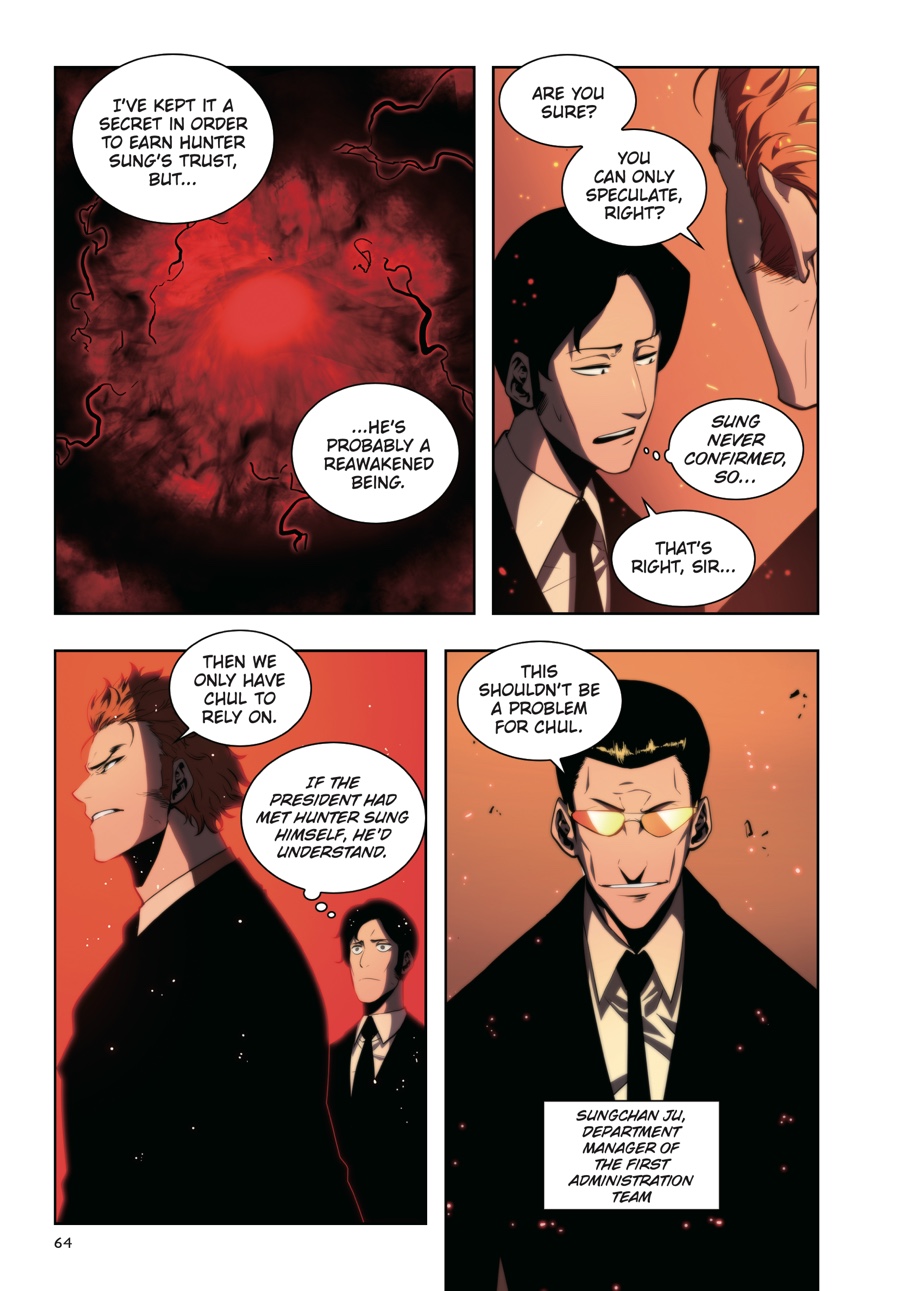 I'VE KEPT IT A
SECRET IN ORDER
TO EARN HUNTER
SUNG'S TRUST,
BUT...
...HE'S
PROBABLY A
REAWAKENED
BEING.
ARE YOU
SURE?
YOU
CAN ONLY
SPECULATE,
RIGHT?
SUNG
NEVER
CONFIRMED,
SO...
THAT'S
RIGHT, SIR...
THEN WE
ONLY HAVE
CHUL TO
RELY ON.
IF THE
PRESIDENT HAD
MET HUNTER SUNG
HIMSELF, HE'D
UNDERSTAND.
THIS
SHOULDN'T BE
A PROBLEM
FOR CHUL.
SUNGCHAN JU,
DEPARTMENT
MANAGER OF
THE FIRST
ADMINISTRATION
TEAM
64